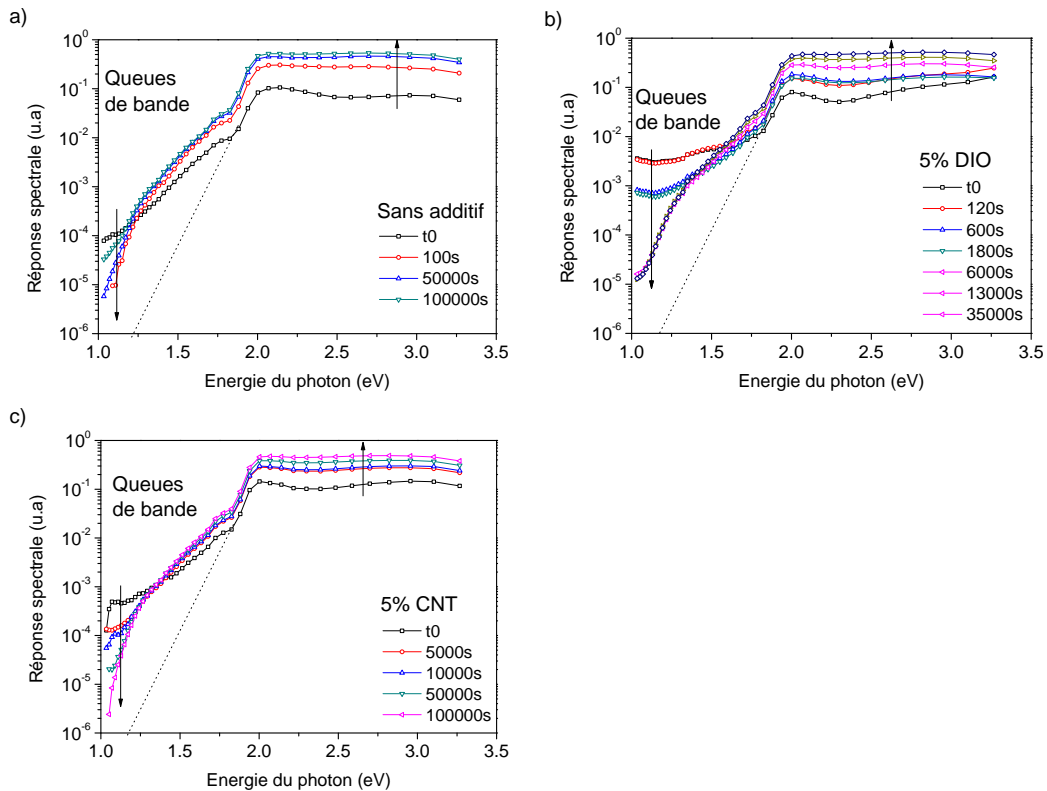 a)
10^0
10^-1
10^-2
10^-3
10^-4
10^-5
10^-6
Réponse spectrale (u.a)
Queues
de bande
Sans additif
t0
100s
50000s
100000s
1.0 1.5 2.0 2.5 3.0 3.5
Energie du photon (eV)
b)
10^0
10^-1
10^-2
10^-3
10^-4
10^-5
10^-6
Réponse spectrale (u.a)
Queues
de bande
5% DIO
t0
120s
600s
1800s
6000s
13000s
35000s
1.0 1.5 2.0 2.5 3.0 3.5
Energie du photon (eV)
c)
10^0
10^-1
10^-2
10^-3
10^-4
10^-5
10^-6
Réponse spectrale (u.a)
Queues
de bande
5% CNT
t0
5000s
10000s
50000s
100000s
1.0 1.5 2.0 2.5 3.0 3.5
Energie du photon (eV)